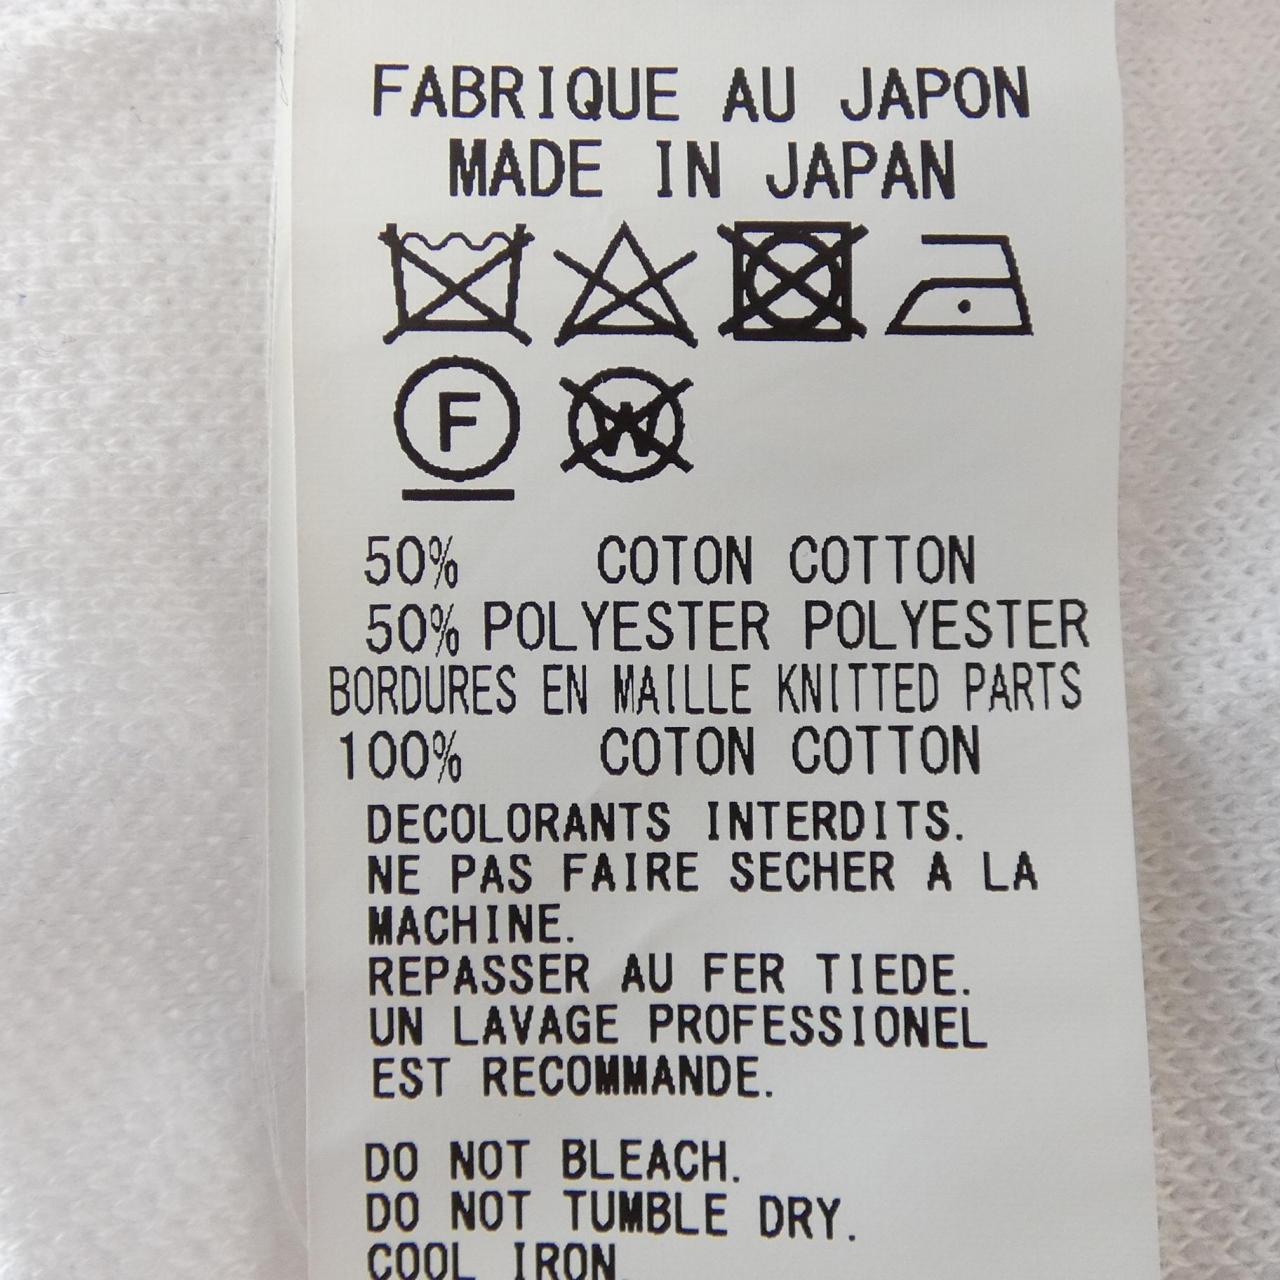 FABRIQUE AU JAPON
MADE IN JAPAN
F W
50% COTON COTTON
50% POLYESTER POLYESTER
BORDURES EN MAILLE KNITTED PARTS
100% COTON COTTON
DECOLORANTS INTERDITS.
NE PAS FAIRE SECHER A LA
MACHINE.
REPASSER AU FER TIEDE.
UN LAVAGE PROFESSIONEL
EST RECOMMANDE.
DO NOT BLEACH.
DO NOT TUMBLE DRY.
COOL IRON.